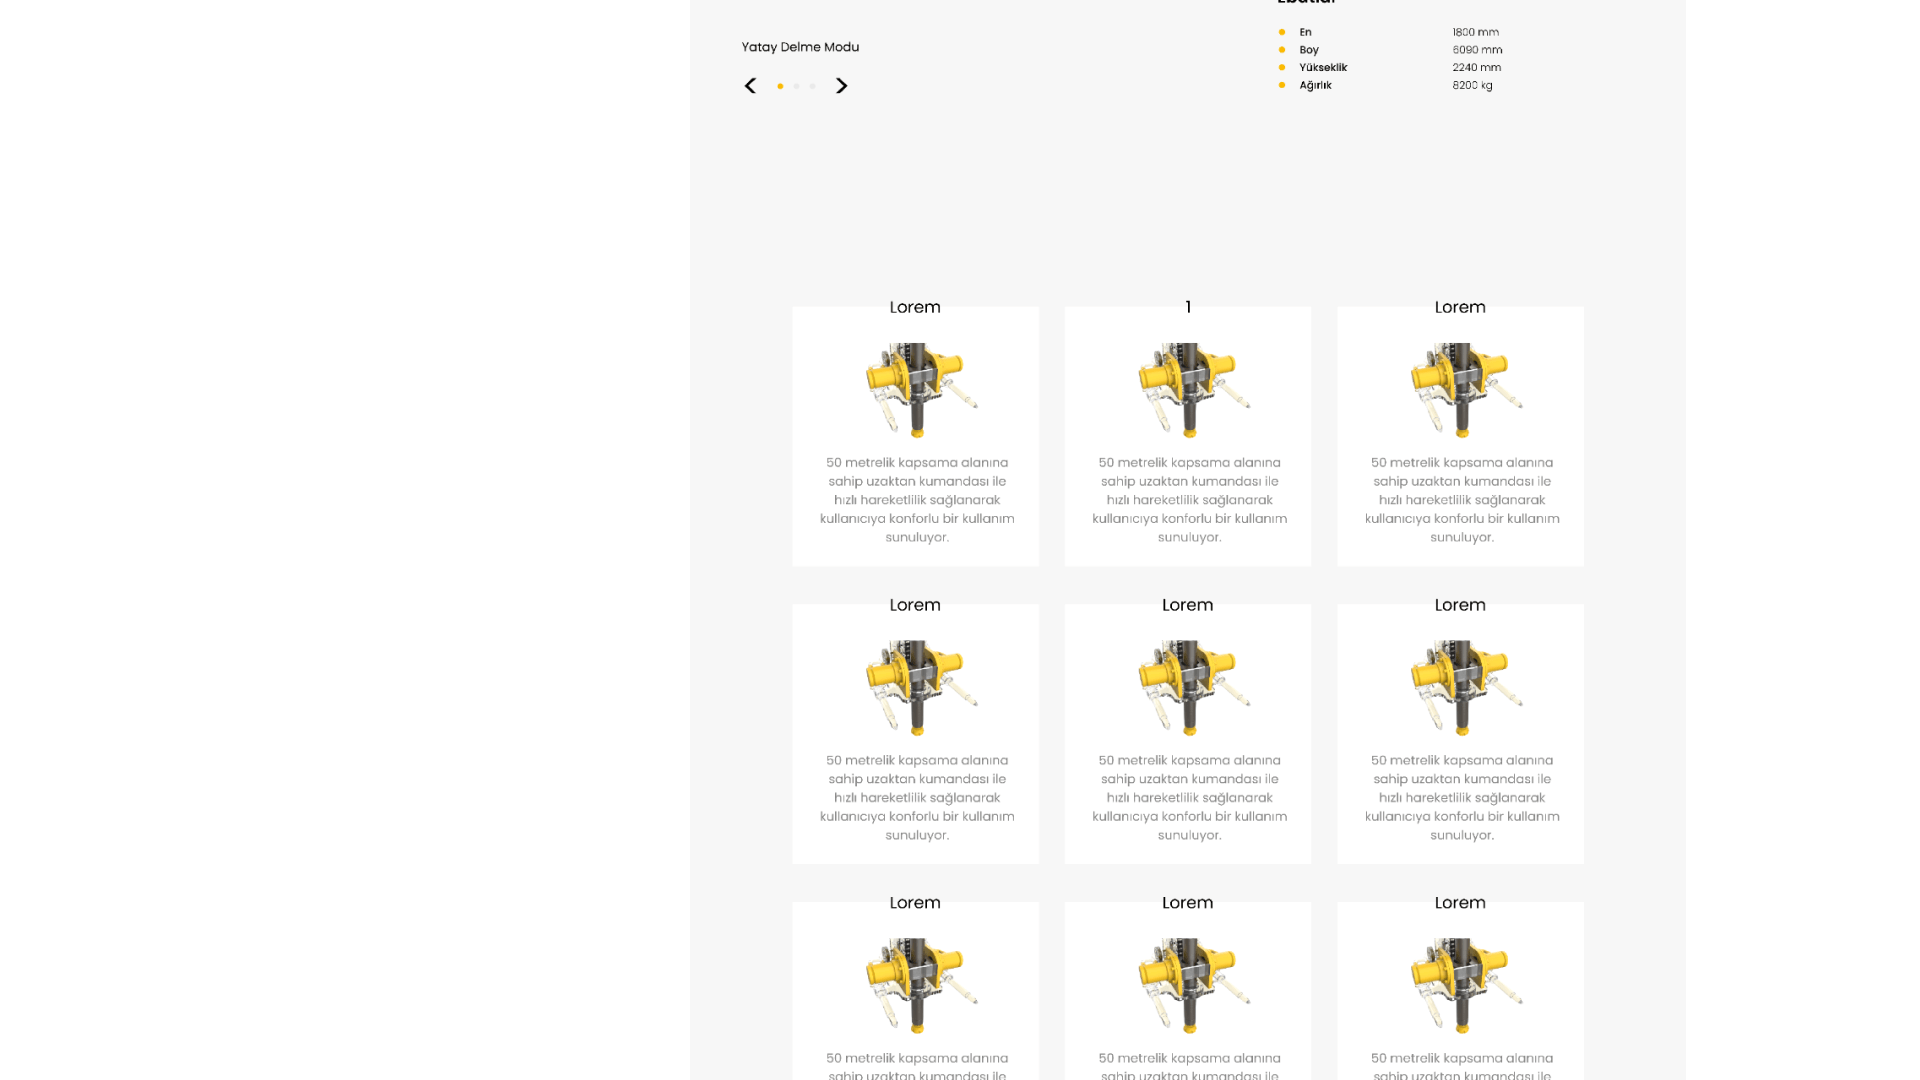 Ebatlar
Yatay Delme Modu
En 1800 mm
Boy 6090 mm
Yükseklik 2240 mm
Ağırlık 8200 kg
Lorem
50 metrelik kapsama alanına
sahip uzaktan kumandası ile
hızlı hareketlilik sağlanarak
kullanıcıya konforlu bir kullanım
sunuluyor.
1
50 metrelik kapsama alanına
sahip uzaktan kumandası ile
hızlı hareketlilik sağlanarak
kullanıcıya konforlu bir kullanım
sunuluyor.
Lorem
50 metrelik kapsama alanına
sahip uzaktan kumandası ile
hızlı hareketlilik sağlanarak
kullanıcıya konforlu bir kullanım
sunuluyor.
Lorem
50 metrelik kapsama alanına
sahip uzaktan kumandası ile
hızlı hareketlilik sağlanarak
kullanıcıya konforlu bir kullanım
sunuluyor.
Lorem
50 metrelik kapsama alanına
sahip uzaktan kumandası ile
hızlı hareketlilik sağlanarak
kullanıcıya konforlu bir kullanım
sunuluyor.
Lorem
50 metrelik kapsama alanına
sahip uzaktan kumandası ile
hızlı hareketlilik sağlanarak
kullanıcıya konforlu bir kullanım
sunuluyor.
Lorem
50 metrelik kapsama alanına
sahip uzaktan kumandası ile
Lorem
50 metrelik kapsama alanına
sahip uzaktan kumandası ile
Lorem
50 metrelik kapsama alanına
sahip uzaktan kumandası ile